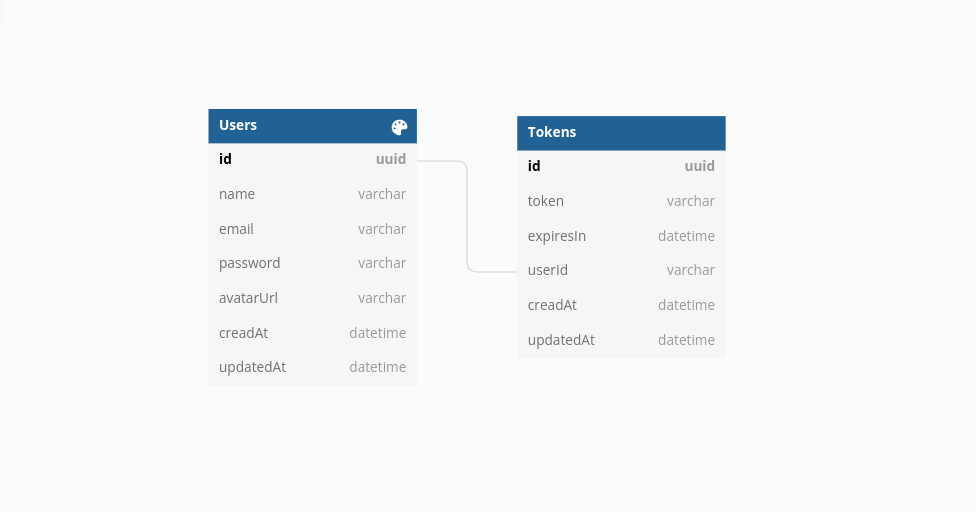 Users
id uuid
name varchar
email varchar
password varchar
avatarUrl varchar
creadAt datetime
updatedAt datetime
Tokens
id uuid
token varchar
expiresIn datetime
userId varchar
creadAt datetime
updatedAt datetime